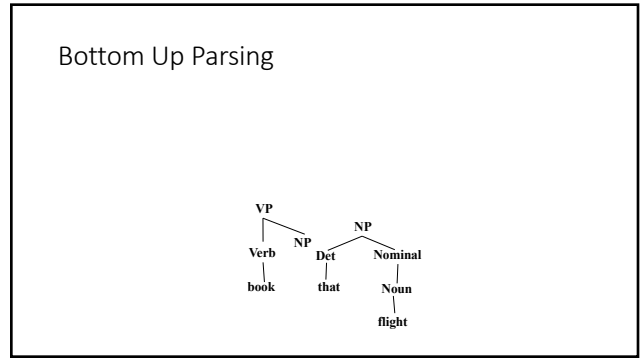 Bottom Up Parsing
VP
NP
NP
Verb
Det
Nominal
book
that
Noun
flight